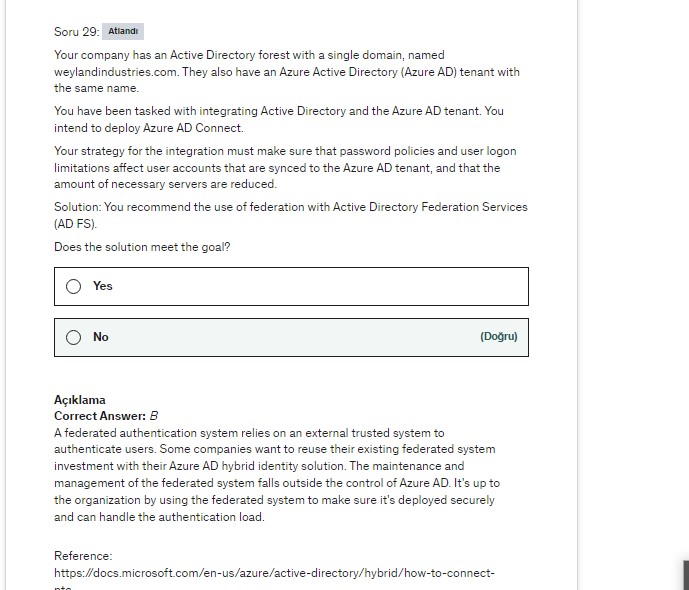 Soru 29: Atlandı
Your company has an Active Directory forest with a single domain, named
weylandindustries.com. They also have an Azure Active Directory (Azure AD) tenant with
the same name.
You have been tasked with integrating Active Directory and the Azure AD tenant. You
intend to deploy Azure AD Connect.
Your strategy for the integration must make sure that password policies and user logon
limitations affect user accounts that are synced to the Azure AD tenant, and that the
amount of necessary servers are reduced.
Solution: You recommend the use of federation with Active Directory Federation Services
(AD FS).
Does the solution meet the goal?
Yes
No (Doğru)
Açıklama
Correct Answer: B
A federated authentication system relies on an external trusted system to
authenticate users. Some companies want to reuse their existing federated system
investment with their Azure AD hybrid identity solution. The maintenance and
management of the federated system falls outside the control of Azure AD. It's up to
the organization by using the federated system to make sure it's deployed securely
and can handle the authentication load.
Reference:
https://docs.microsoft.com/en-us/azure/active-directory/hybrid/how-to-connect-